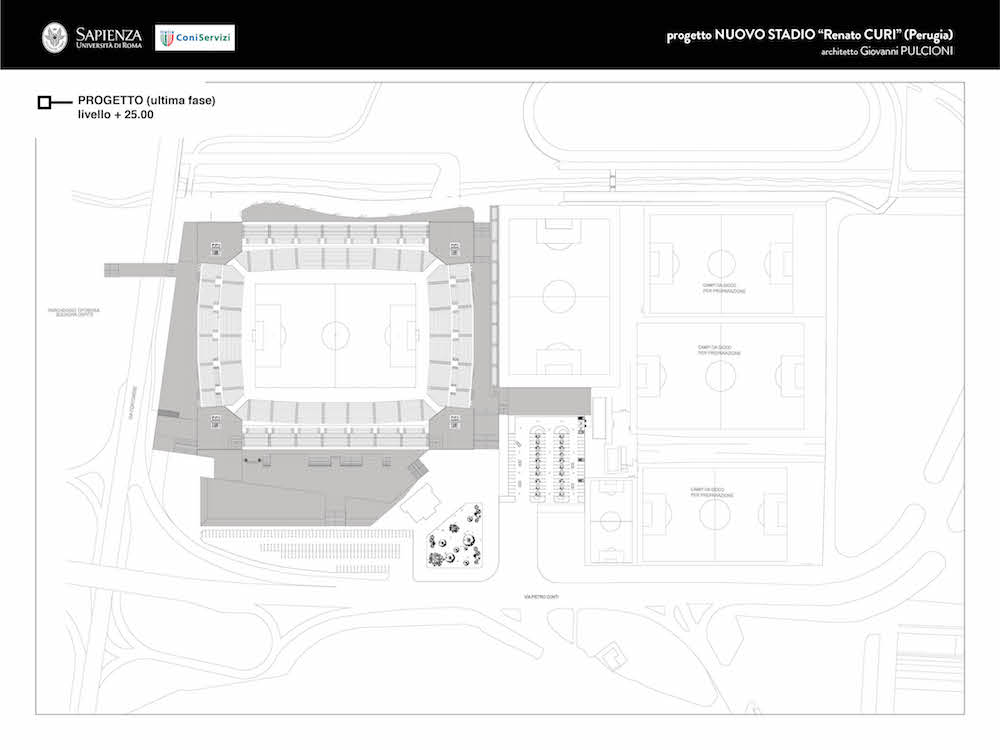 SAPIENZA
UNIVERSITÀ DI ROMA
ConiServizi
progetto NUOVO STADIO “Renato CURI” (Perugia)
architetto Giovanni PULCIONI
PROGETTO (ultima fase)
livello + 25.00
CAMPI DA GIOCO
PER PREPARAZIONE
CAMPI DA GIOCO
PER PREPARAZIONE
CAMPI DA GIOCO
PER PREPARAZIONE
VIA PIETRO CONTI